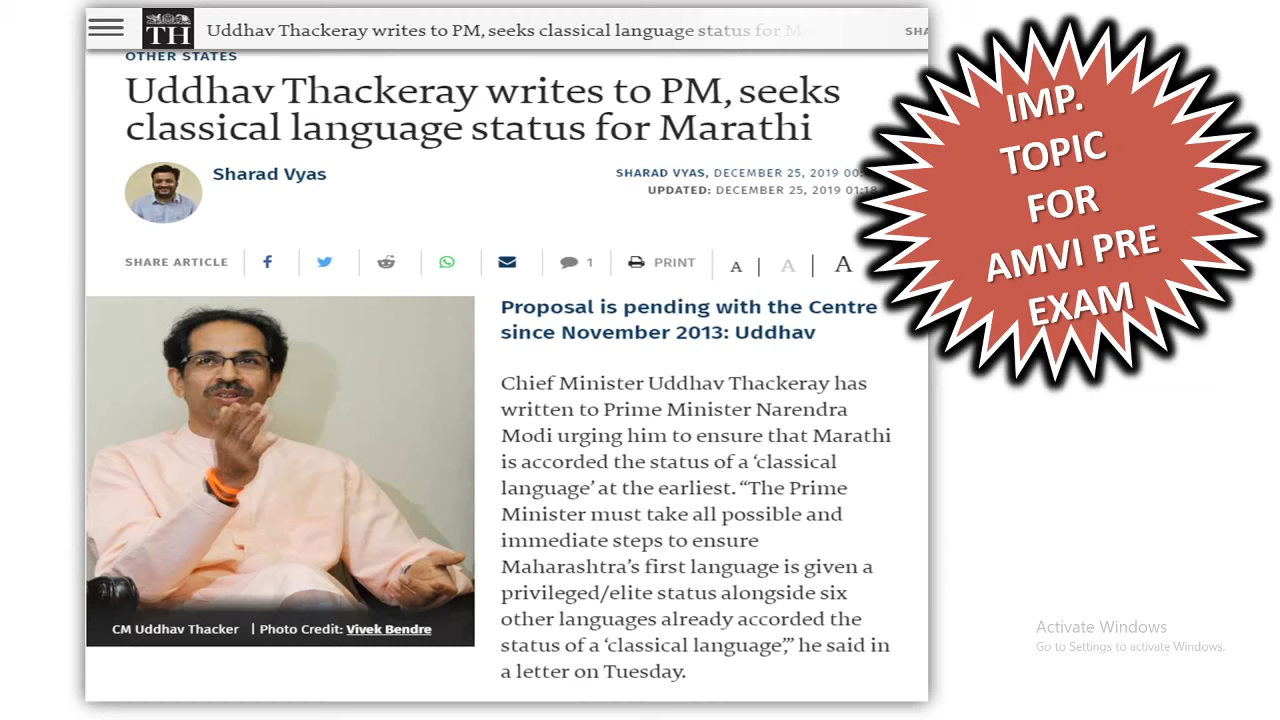 TH Uddhav Thackeray writes to PM, seeks classical language status for
OTHER STATES
Uddhav Thackeray writes to PM, seeks
classical language status for Marathi
Sharad Vyas
SHARAD VYAS, DECEMBER 25, 2019
UPDATED: DECEMBER 25, 2019
SHARE ARTICLE 1 PRINT A A A
Proposal is pending with the Centre
since November 2013: Uddhav
Chief Minister Uddhav Thackeray has
written to Prime Minister Narendra
Modi urging him to ensure that Marathi
is accorded the status of a ‘classical
language’ at the earliest. “The Prime
Minister must take all possible and
immediate steps to ensure
Maharashtra’s first language is given a
privileged/elite status alongside six
other languages already accorded the
status of a ‘classical language’,” he said in
a letter on Tuesday.
CM Uddhav Thacker | Photo Credit: Vivek Bendre
IMP.
TOPIC
FOR
AMVI PRE
EXAM
Activate Windows
Go to Settings to activate Windows.